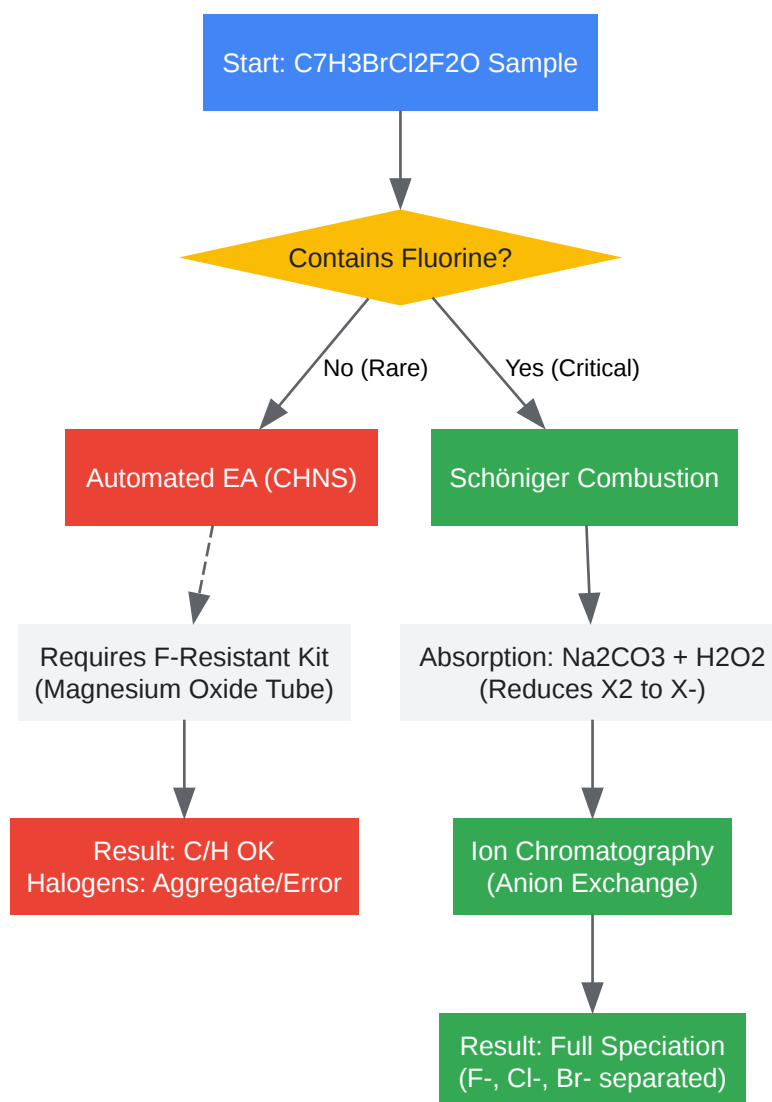 Start: C7H3BrCl2F2O Sample
Contains Fluorine?
No (Rare)
Yes (Critical)
Automated EA (CHNS)
Schöniger Combustion
Requires F-Resistant Kit
(Magnesium Oxide Tube)
Absorption: Na2CO3 + H2O2
(Reduces X2 to X-)
Result: C/H OK
Halogens: Aggregate/Error
Ion Chromatography
(Anion Exchange)
Result: Full Speciation
(F-, Cl-, Br- separated)